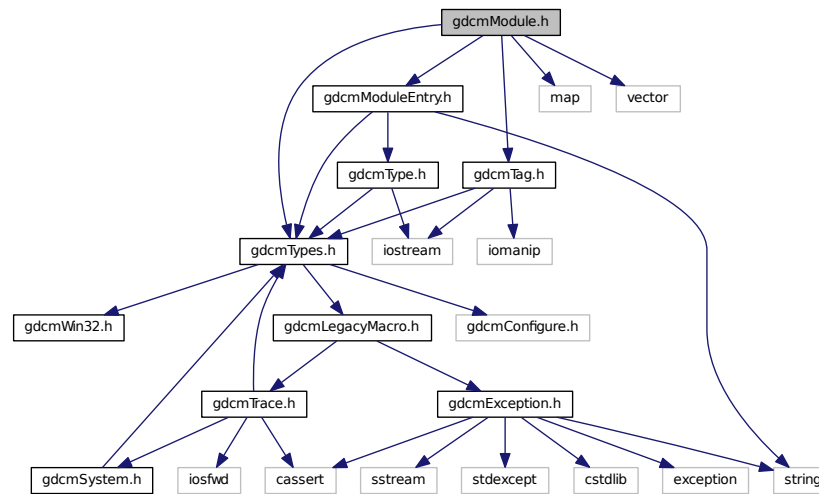 gdcmModule.h
gdcmModuleEntry.h
map
vector
gdcmType.h
gdcmTag.h
gdcmTypes.h
iostream
iomanip
gdcmWin32.h
gdcmLegacyMacro.h
gdcmConfigure.h
gdcmTrace.h
gdcmException.h
gdcmSystem.h
iosfwd
cassert
sstream
stdexcept
cstdlib
exception
string